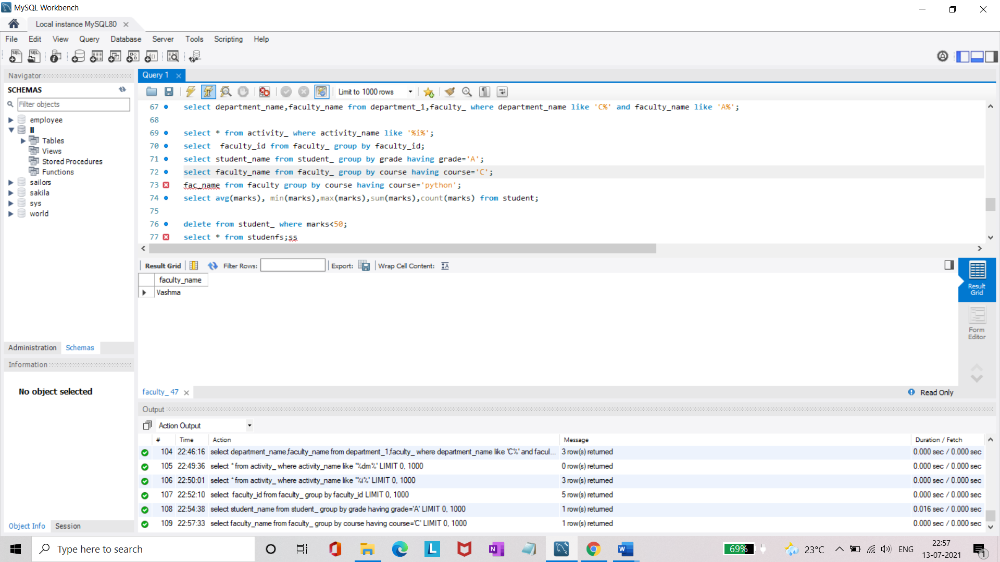 MySQL Workbench
Local instance MySQL80
File Edit View Query Database Server Tools Scripting Help
Navigator
SCHEMAS
Filter objects
employee
ll
Tables
Views
Stored Procedures
Functions
sailors
sakila
sys
world
Administration Schemas
Information
No object selected
Object Info Session
Query 1
Limit to 1000 rows
67 select department_name,faculty_name from department_1,faculty_ where department_name like 'C%' and faculty_name like 'A%';
68
69 select * from activity_ where activity_name like '%i%';
70 select  faculty_id from faculty_ group by faculty_id;
71 select student_name from student_ group by grade having grade='A';
72 select faculty_name from faculty_ group by course having course='C';
73 fac_name from faculty group by course having course='python';
74 select avg(marks), min(marks),max(marks),sum(marks),count(marks) from student;
75
76 delete from student_ where marks<50;
77 select * from studenfs;ss
Result Grid Filter Rows: Export: Wrap Cell Content:
faculty_name
Vashma
Result Grid
Form Editor
faculty_ 47 Read Only
Output
Action Output
# Time Action Message Duration / Fetch
104 22:46:16 select department_name,faculty_name from department_1,faculty_ where department_name like 'C%' and facul... 3 row(s) returned 0.000 sec / 0.000 sec
105 22:49:36 select * from activity_ where activity_name like '%dm%' LIMIT 0, 1000 0 row(s) returned 0.000 sec / 0.000 sec
106 22:50:01 select * from activity_ where activity_name like '%i%' LIMIT 0, 1000 3 row(s) returned 0.000 sec / 0.000 sec
107 22:52:10 select  faculty_id from faculty_ group by faculty_id LIMIT 0, 1000 5 row(s) returned 0.000 sec / 0.000 sec
108 22:54:38 select student_name from student_ group by grade having grade='A' LIMIT 0, 1000 1 row(s) returned 0.016 sec / 0.000 sec
109 22:57:33 select faculty_name from faculty_ group by course having course='C' LIMIT 0, 1000 1 row(s) returned 0.000 sec / 0.000 sec
Type here to search
69% 23°C ENG 22:57
13-07-2021
1